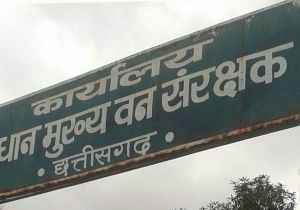 कार्यालय
धान मुख्य वन संरक्षक
• छत्तीसगढ़ •